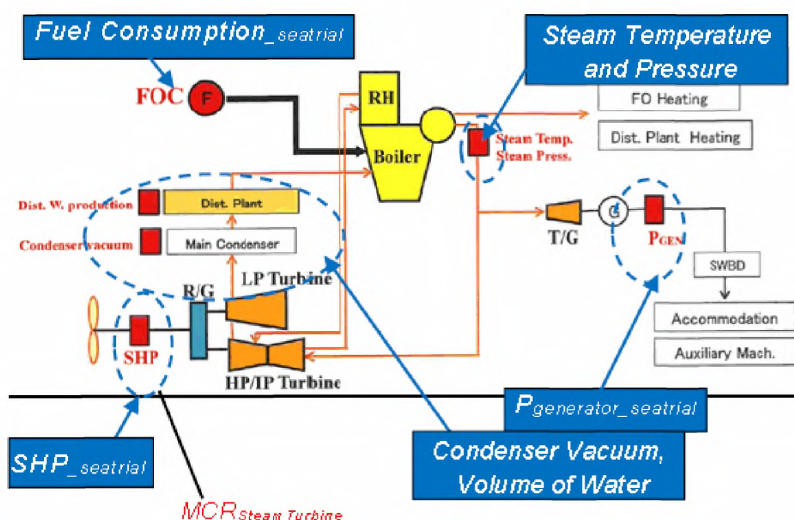 Fuel Consumption_seatrial
Steam Temperature
and Pressure
FOC
F
RH
FO Heating
Boiler
Steam Temp.
Steam Press.
Dist. Plant Heating
Dist. W. production
Dist. Plant
Condenser vacuum
Main Condenser
T/G
G
PGEN
SWBD
R/G
LP Turbine
SHP
HP/IP Turbine
Accommodation
Auxiliary Mach.
Pgenerator_seatrial
SHP_seatrial
Condenser Vacuum,
Volume of Water
MCRSteam Turbine